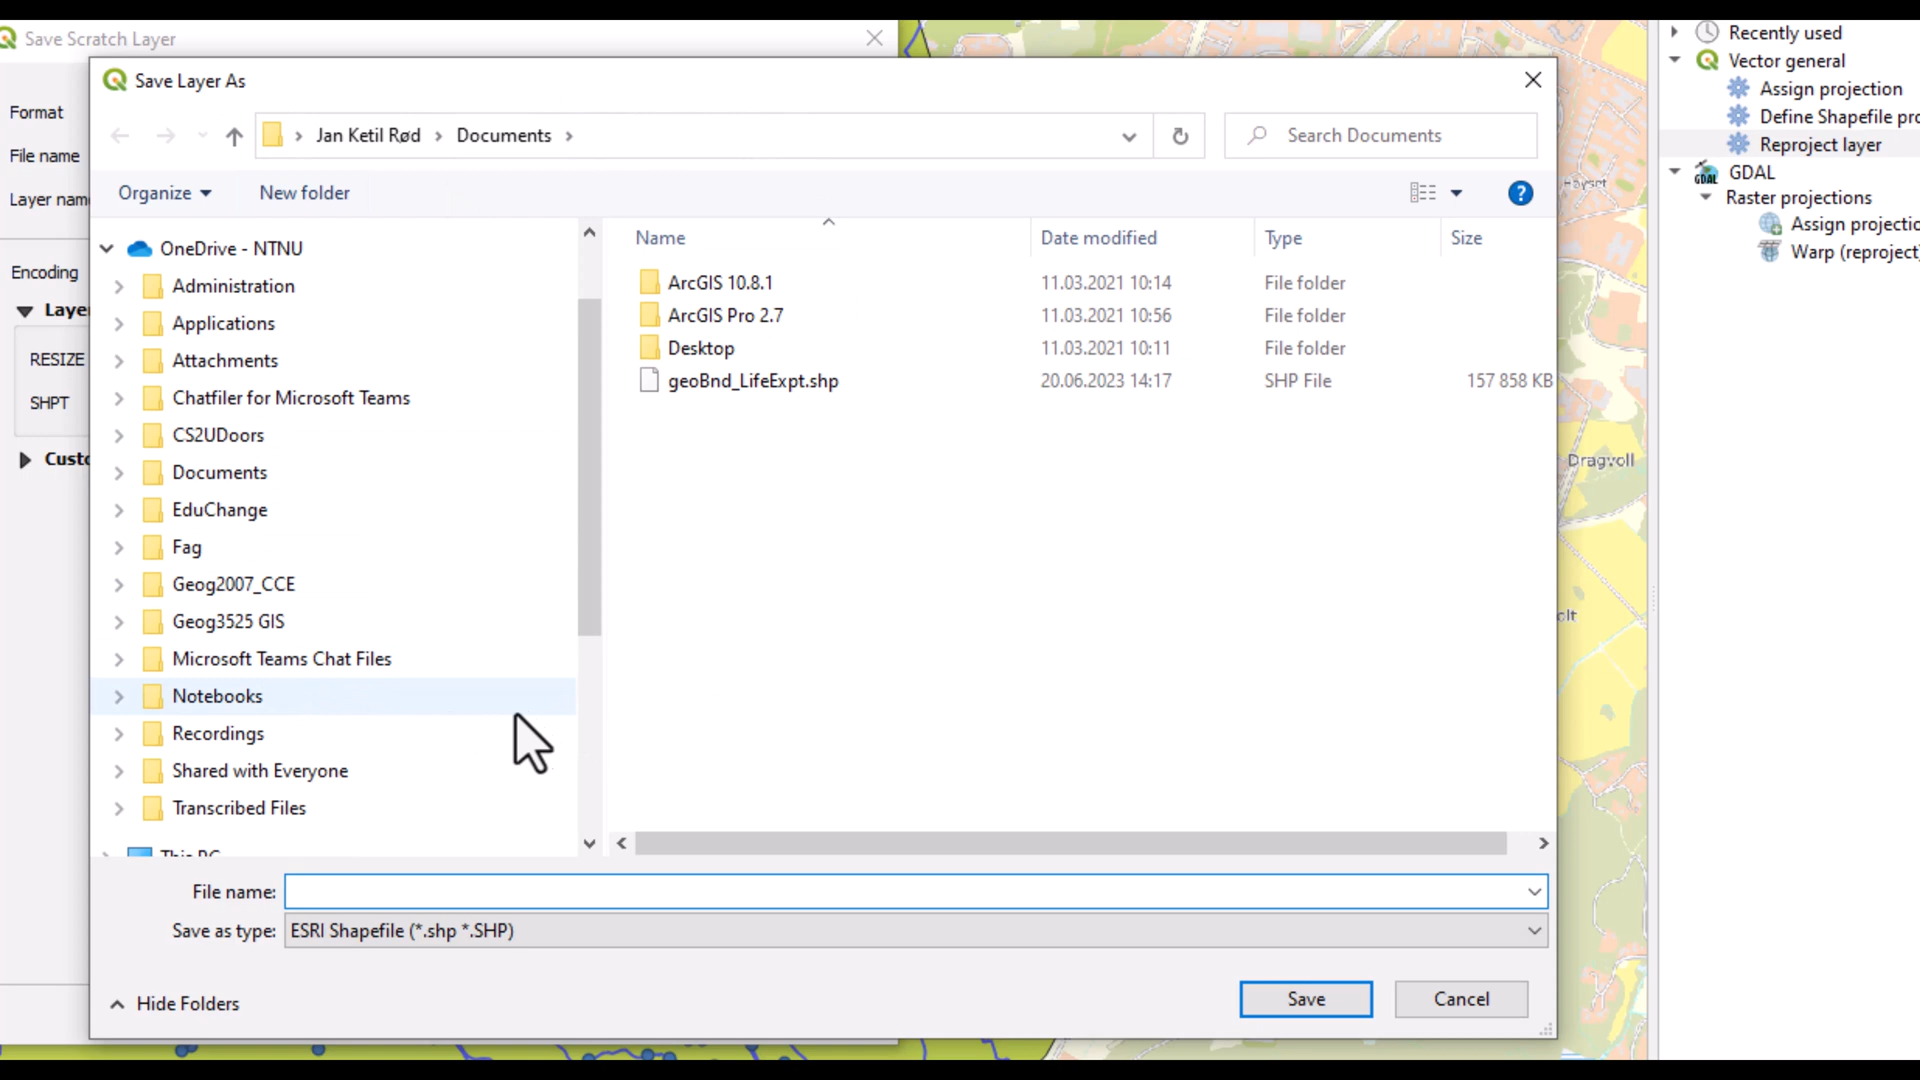 Save Scratch Layer
Save Layer As
Jan Ketil Rød
Documents
Search Documents
Organize
New folder
Format
File name
Layer nam
Encoding
Laye
RESIZE
SHPT
Custo
OneDrive - NTNU
Administration
Applications
Attachments
Chatfiler for Microsoft Teams
CS2UDoors
Documents
EduChange
Fag
Geog2007_CCE
Geog3525 GIS
Microsoft Teams Chat Files
Notebooks
Recordings
Shared with Everyone
Transcribed Files
This PC
Name Date modified Type Size
ArcGIS 10.8.1 11.03.2021 10:14 File folder
ArcGIS Pro 2.7 11.03.2021 10:56 File folder
Desktop 11.03.2021 10:11 File folder
geoBnd_LifeExpt.shp 20.06.2023 14:17 SHP File 157 858 KB
File name:
Save as type: ESRI Shapefile (*.shp *.SHP)
Hide Folders
Save
Cancel
Dragvoll
Recently used
Vector general
Assign projection
Define Shapefile pro
Reproject layer
GDAL
GDAL
Raster projections
Assign projectio
Warp (reproject)